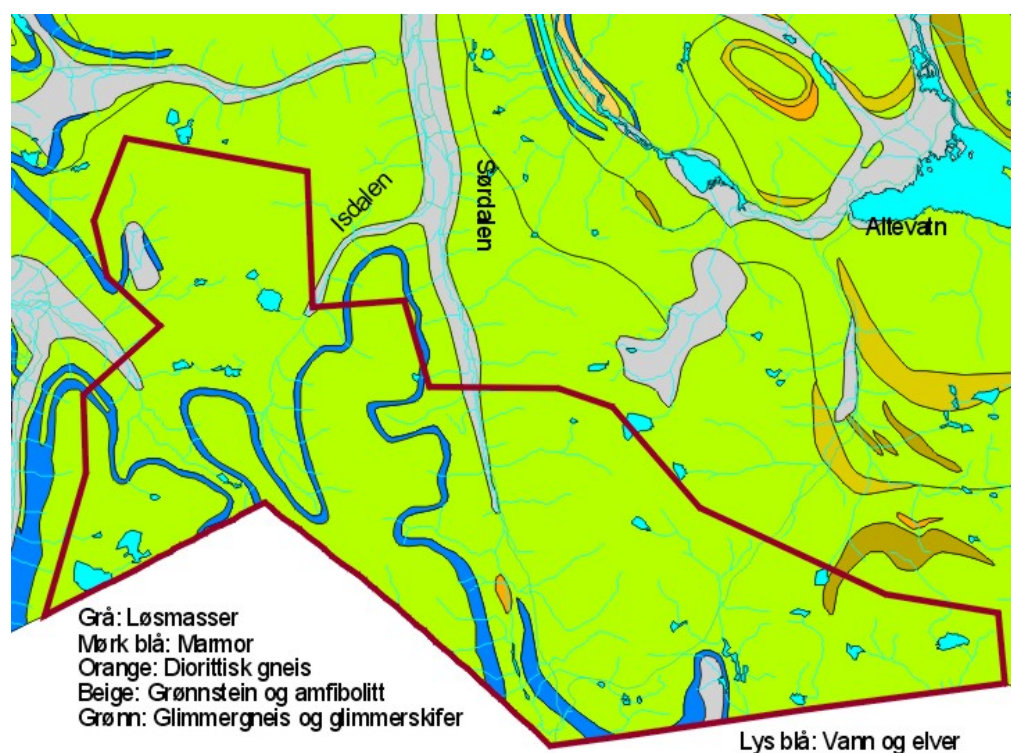 Isdalen
Sørdalen
Altevatn
Grå: Løsmasser
Mørk blå: Marmor
Orange: Diorittisk gneis
Beige: Grønnstein og amfibolitt
Grønn: Glimmergneis og glimmerskifer
Lys blå: Vann og elver